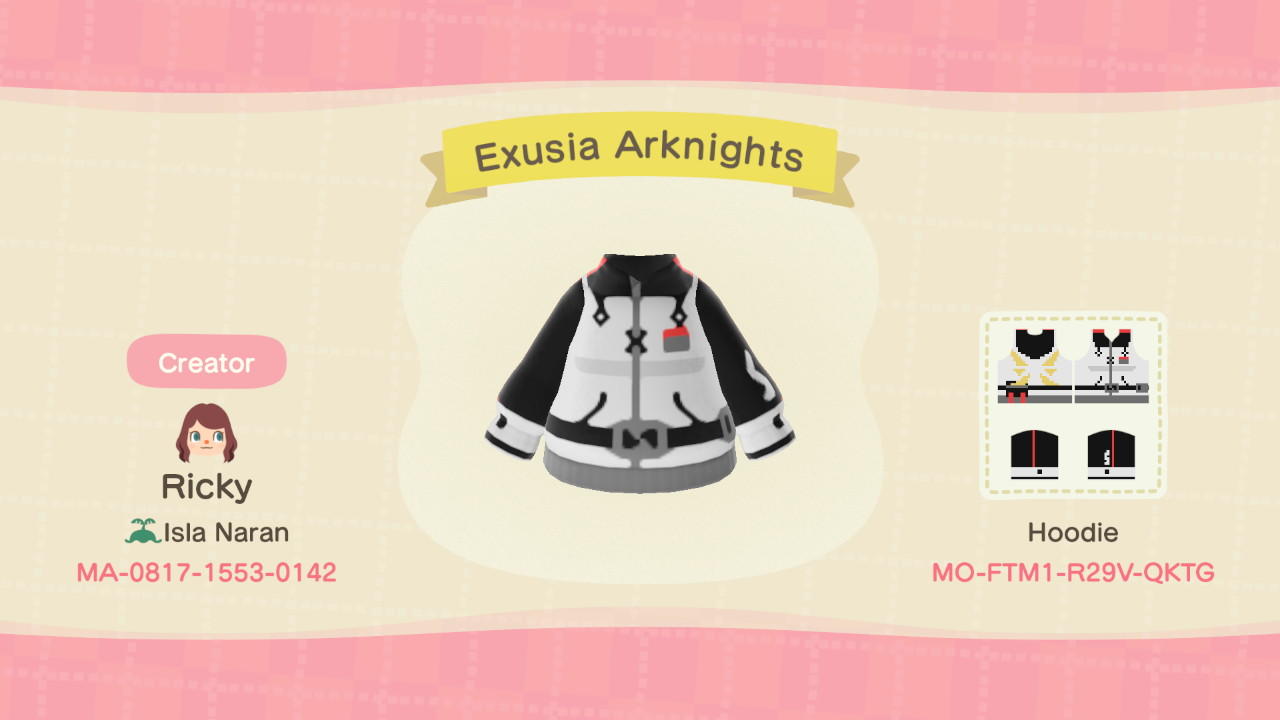 Exusia Arknights
Creator
Ricky
Isla Naran
MA-0817-1553-0142
Hoodie
MO-FTM1-R29V-QKTG